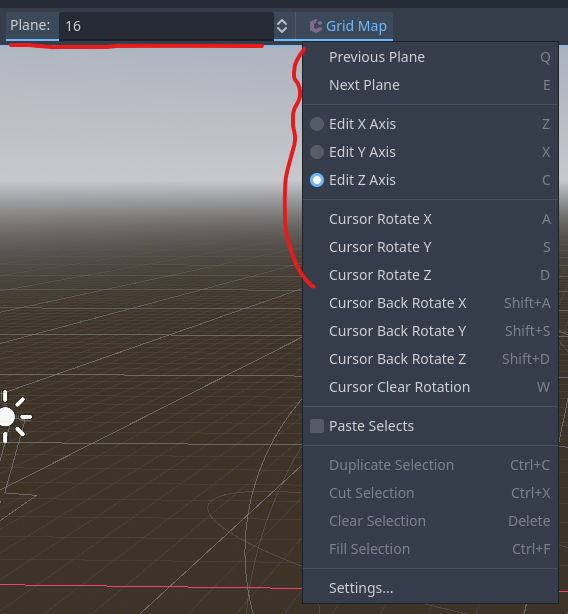 Plane: 16 Grid Map
Previous Plane Q
Next Plane E
Edit X Axis Z
Edit Y Axis X
Edit Z Axis C
Cursor Rotate X A
Cursor Rotate Y S
Cursor Rotate Z D
Cursor Back Rotate X Shift+A
Cursor Back Rotate Y Shift+S
Cursor Back Rotate Z Shift+D
Cursor Clear Rotation W
Paste Selects
Duplicate Selection Ctrl+C
Cut Selection Ctrl+X
Clear Selection Delete
Fill Selection Ctrl+F
Settings...